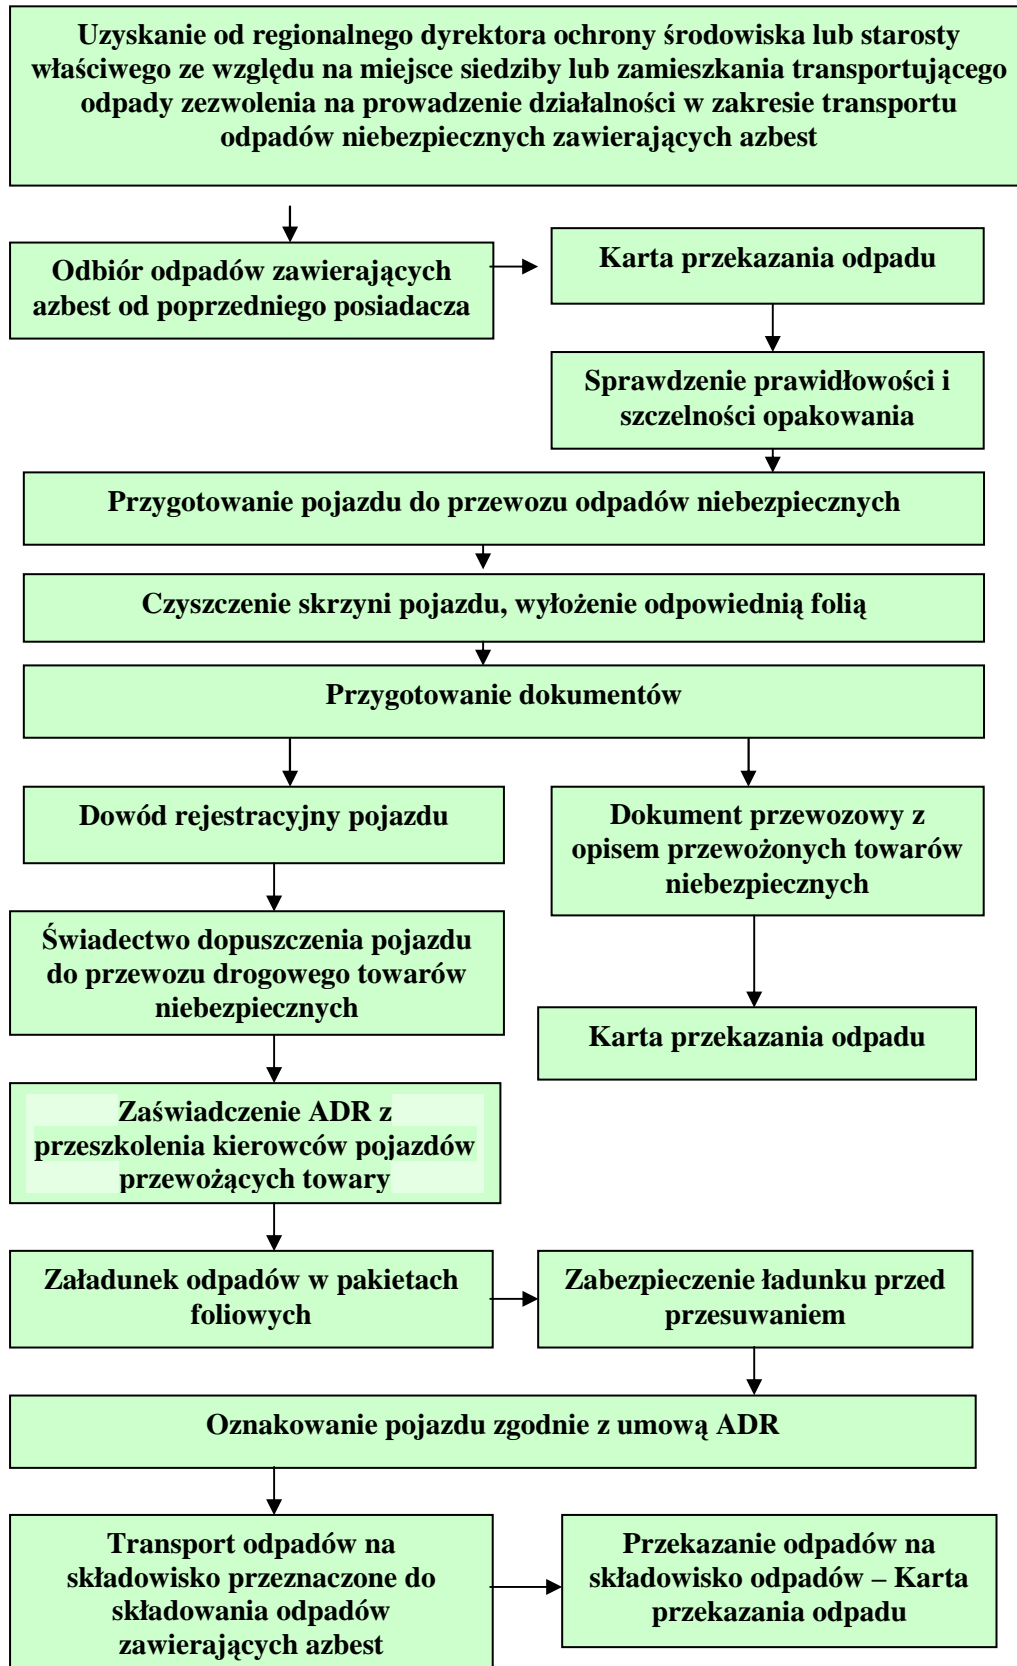 Uzyskanie od regionalnego dyrektora ochrony środowiska lub starosty
właściwego ze względu na miejsce siedziby lub zamieszkania transportującego
odpady zezwolenia na prowadzenie działalności w zakresie transportu
odpadów niebezpiecznych zawierających azbest
Odbiór odpadów zawierających
azbest od poprzedniego posiadacza
Karta przekazania odpadu
Sprawdzenie prawidłowości i
szczelności opakowania
Przygotowanie pojazdu do przewozu odpadów niebezpiecznych
Czyszczenie skrzyni pojazdu, wyłożenie odpowiednią folią
Przygotowanie dokumentów
Dowód rejestracyjny pojazdu
Dokument przewozowy z
opisem przewożonych towarów
niebezpiecznych
Świadectwo dopuszczenia pojazdu
do przewozu drogowego towarów
niebezpiecznych
Karta przekazania odpadu
Zaświadczenie ADR z
przeszkolenia kierowców pojazdów
przewożących towary
Załadunek odpadów w pakietach
foliowych
Zabezpieczenie ładunku przed
przesuwaniem
Oznakowanie pojazdu zgodnie z umową ADR
Transport odpadów na
składowisko przeznaczone do
składowania odpadów
zawierających azbest
Przekazanie odpadów na
składowisko odpadów – Karta
przekazania odpadu